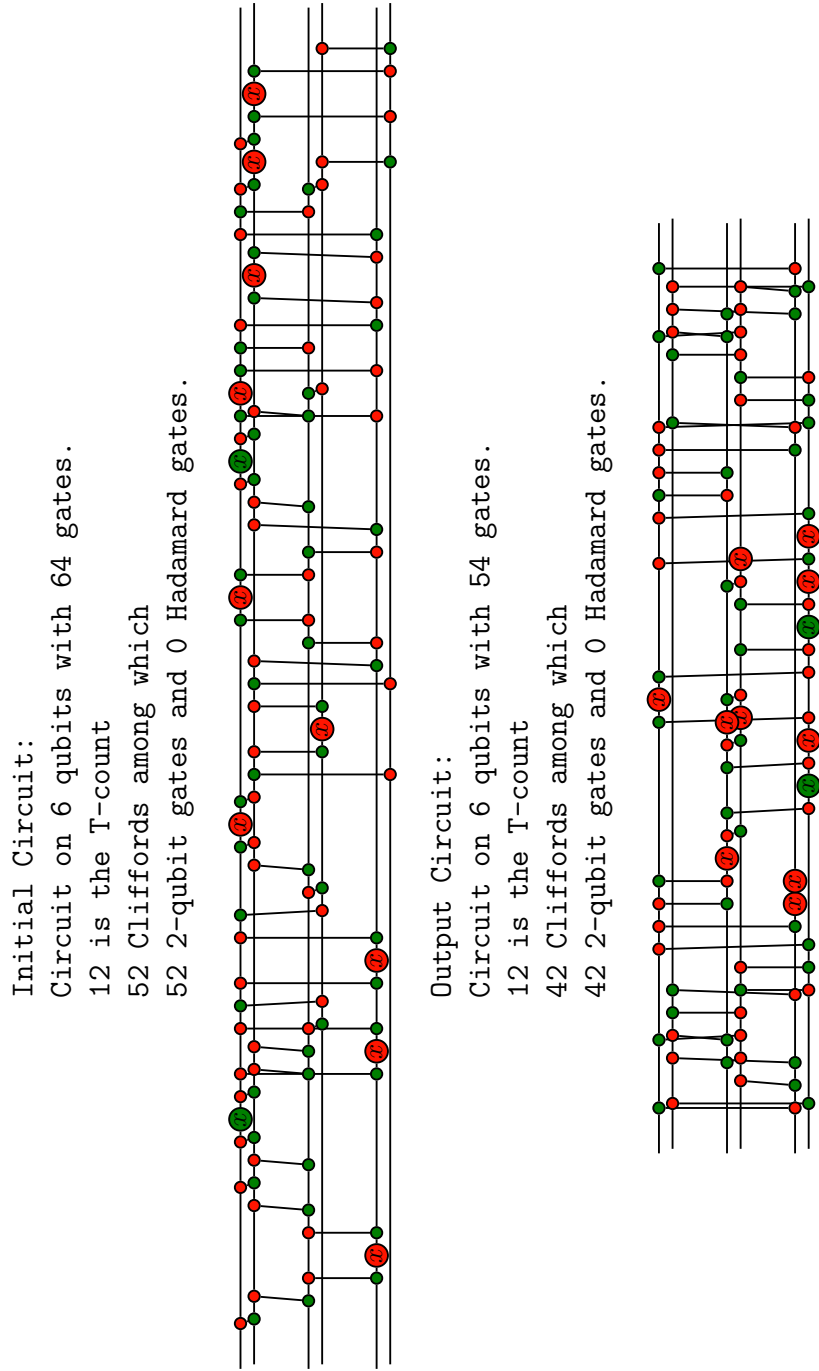 Initial Circuit:
Circuit on 6 qubits with 64 gates.
12 is the T-count
52 Cliffords among which
52 2-qubit gates and 0 Hadamard gates.
x
x
x
x
x
x
x
x
x
x
x
x
Output Circuit:
Circuit on 6 qubits with 54 gates.
12 is the T-count
42 Cliffords among which
42 2-qubit gates and 0 Hadamard gates.
x
x
x
x
x
x
x
x
x
x
x
x